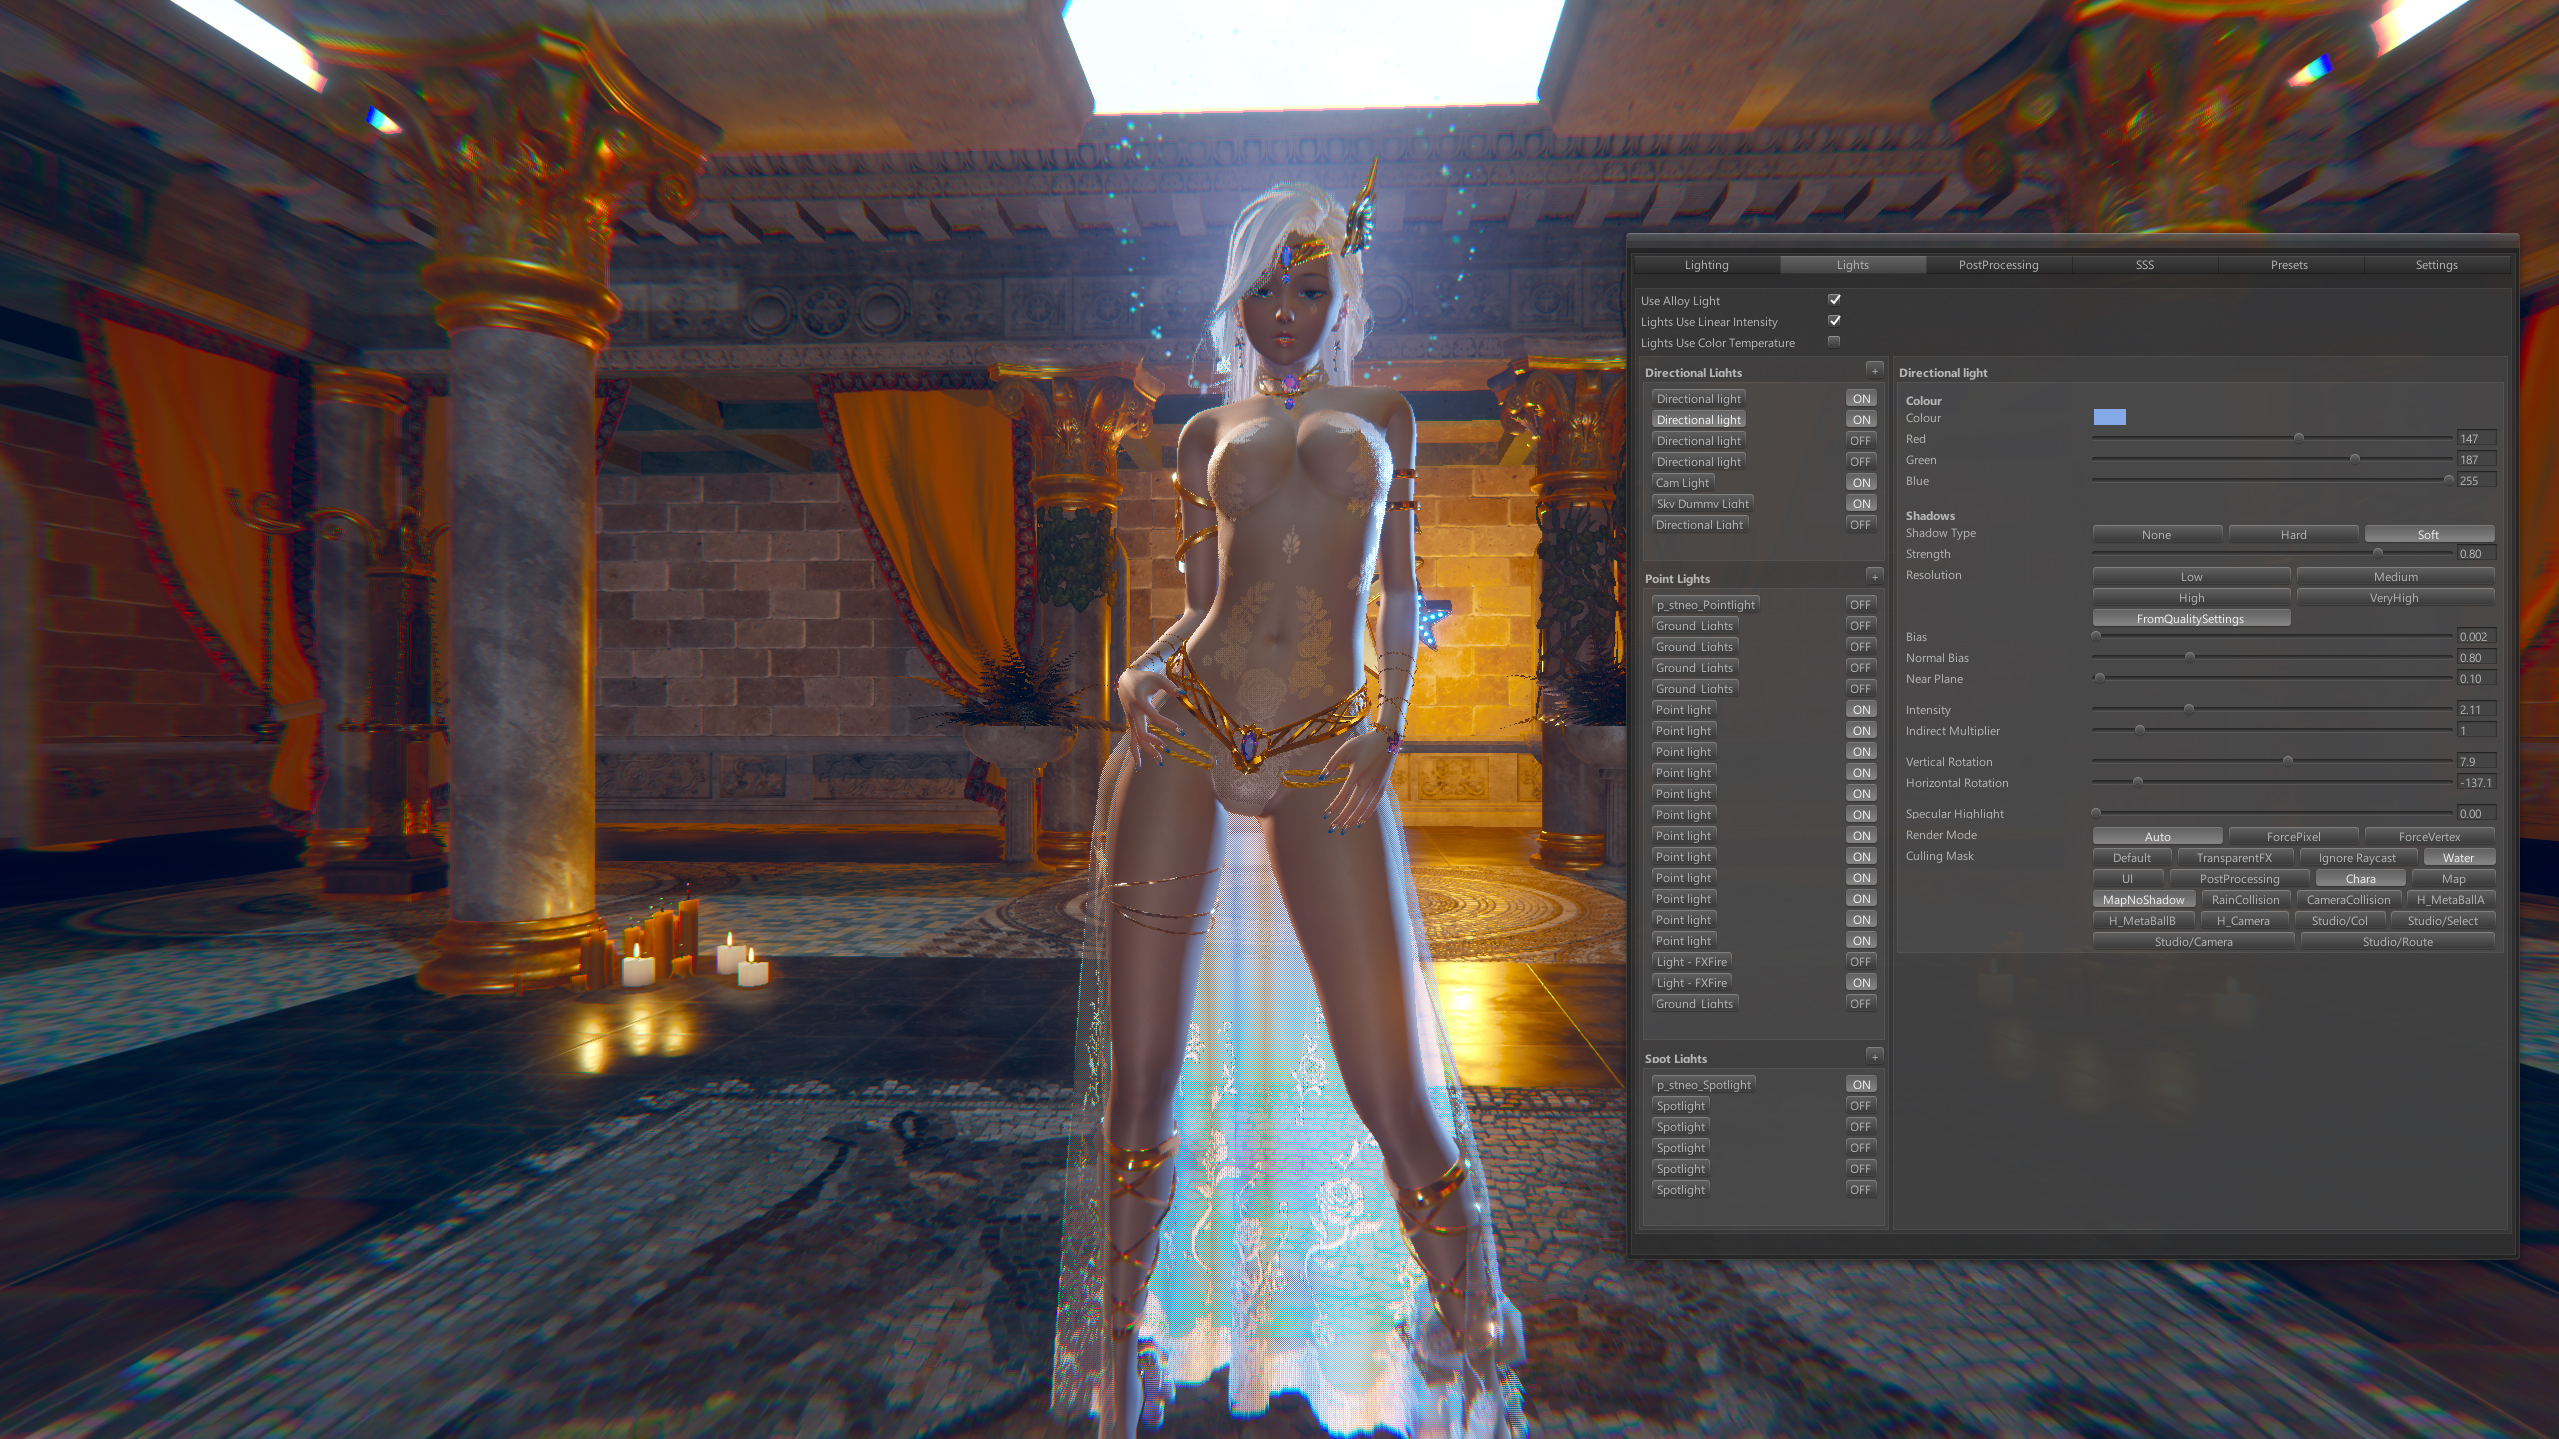 Lighting Lights PostProcessing SSS Presets Settings
Use Alloy Light
Lights Use Linear Intensity
Lights Use Color Temperature
Directional Lights +
Directional light ON
Directional light ON
Directional light OFF
Directional light OFF
Cam Light ON
Sky Dummy Light ON
Directional Light OFF
Point Lights +
p_stneo_Pointlight OFF
Ground Lights OFF
Ground Lights OFF
Ground Lights OFF
Ground Lights OFF
Point light ON
Point light ON
Point light ON
Point light ON
Point light ON
Point light ON
Point light ON
Point light ON
Point light ON
Point light ON
Point light ON
Point light ON
Light - FXFire OFF
Light - FXFire ON
Ground Lights OFF
Spot Lights +
p_stneo_Spotlight ON
Spotlight OFF
Spotlight OFF
Spotlight OFF
Spotlight OFF
Spotlight OFF
Directional light
Colour
Colour
Red 147
Green 187
Blue 255
Shadows
Shadow Type None Hard Soft
Strength 0.80
Resolution Low Medium
High VeryHigh
FromQualitySettings
Bias 0.002
Normal Bias 0.80
Near Plane 0.10
Intensity 2.11
Indirect Multiplier 1
Vertical Rotation 7.9
Horizontal Rotation -137.1
Specular Highlight 0.00
Render Mode Auto ForcePixel ForceVertex
Culling Mask Default TransparentFX Ignore Raycast Water
UI PostProcessing Chara Map
MapNoShadow RainCollision CameraCollision H_MetaBallA
H_MetaBallB H_Camera Studio/Col Studio/Select
Studio/Camera Studio/Route